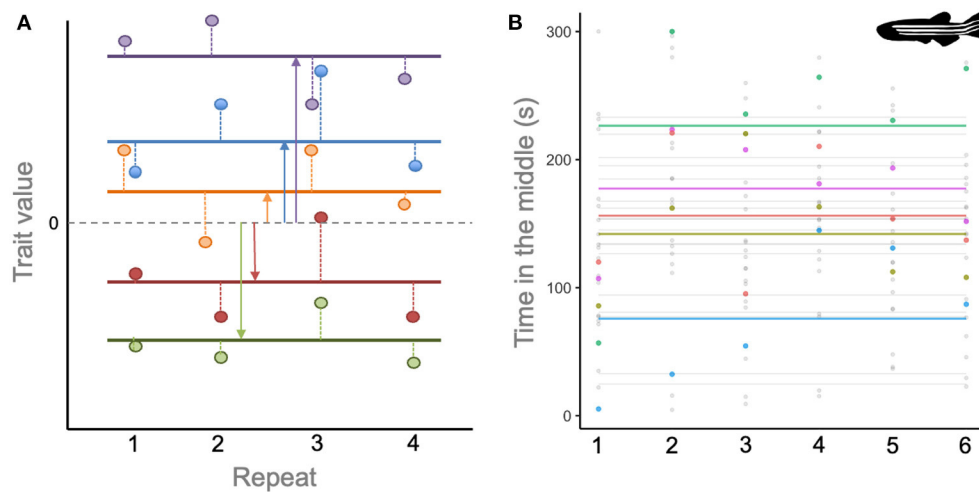 A
Trait value
0
1 2 3 4
Repeat
B
Time in the middle (s)
300
200
100
0
1 2 3 4 5 6